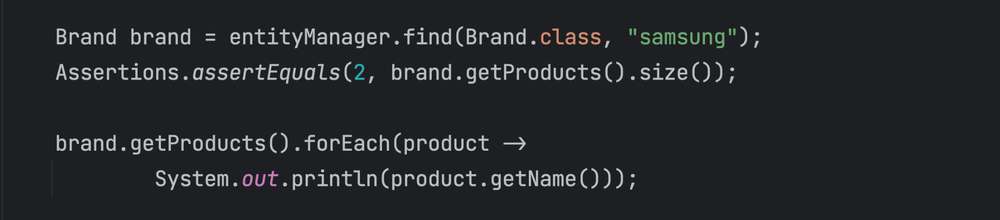 Brand brand = entityManager.find(Brand.class, "samsung");
Assertions.assertEquals(2, brand.getProducts().size());
brand.getProducts().forEach(product ->
System.out.println(product.getName()));